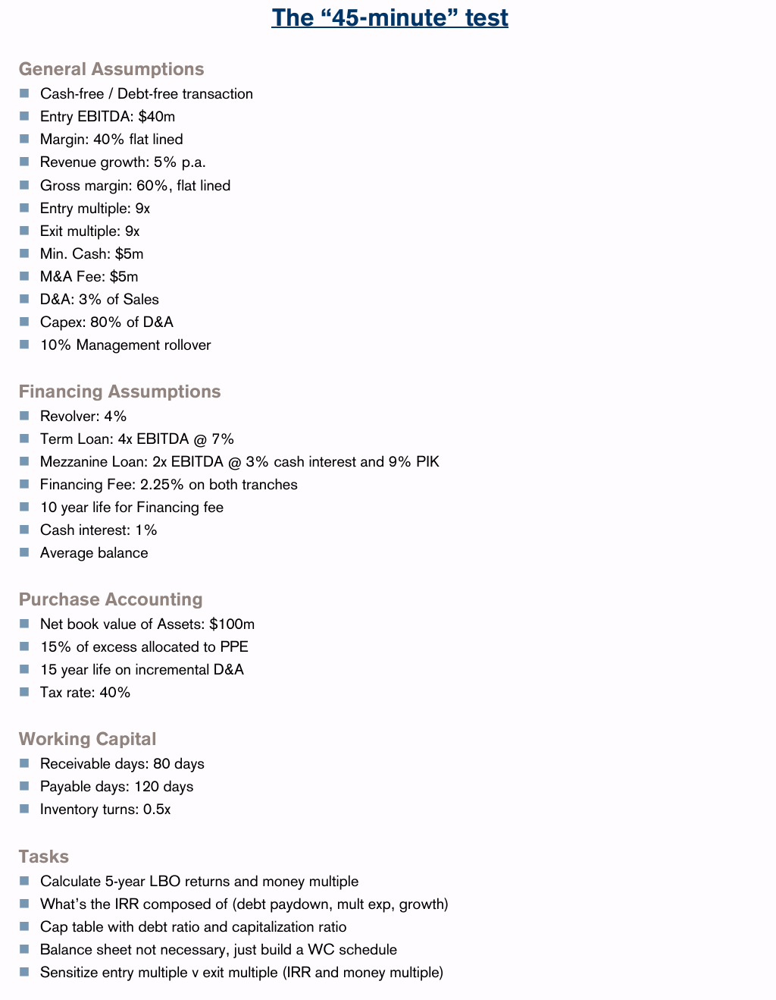 The “45-minute” test
General Assumptions
Cash-free / Debt-free transaction
Entry EBITDA: $40m
Margin: 40% flat lined
Revenue growth: 5% p.a.
Gross margin: 60%, flat lined
Entry multiple: 9x
Exit multiple: 9x
Min. Cash: $5m
M&A Fee: $5m
D&A: 3% of Sales
Capex: 80% of D&A
10% Management rollover
Financing Assumptions
Revolver: 4%
Term Loan: 4x EBITDA @ 7%
Mezzanine Loan: 2x EBITDA @ 3% cash interest and 9% PIK
Financing Fee: 2.25% on both tranches
10 year life for Financing fee
Cash interest: 1%
Average balance
Purchase Accounting
Net book value of Assets: $100m
15% of excess allocated to PPE
15 year life on incremental D&A
Tax rate: 40%
Working Capital
Receivable days: 80 days
Payable days: 120 days
Inventory turns: 0.5x
Tasks
Calculate 5-year LBO returns and money multiple
What’s the IRR composed of (debt paydown, mult exp, growth)
Cap table with debt ratio and capitalization ratio
Balance sheet not necessary, just build a WC schedule
Sensitize entry multiple v exit multiple (IRR and money multiple)